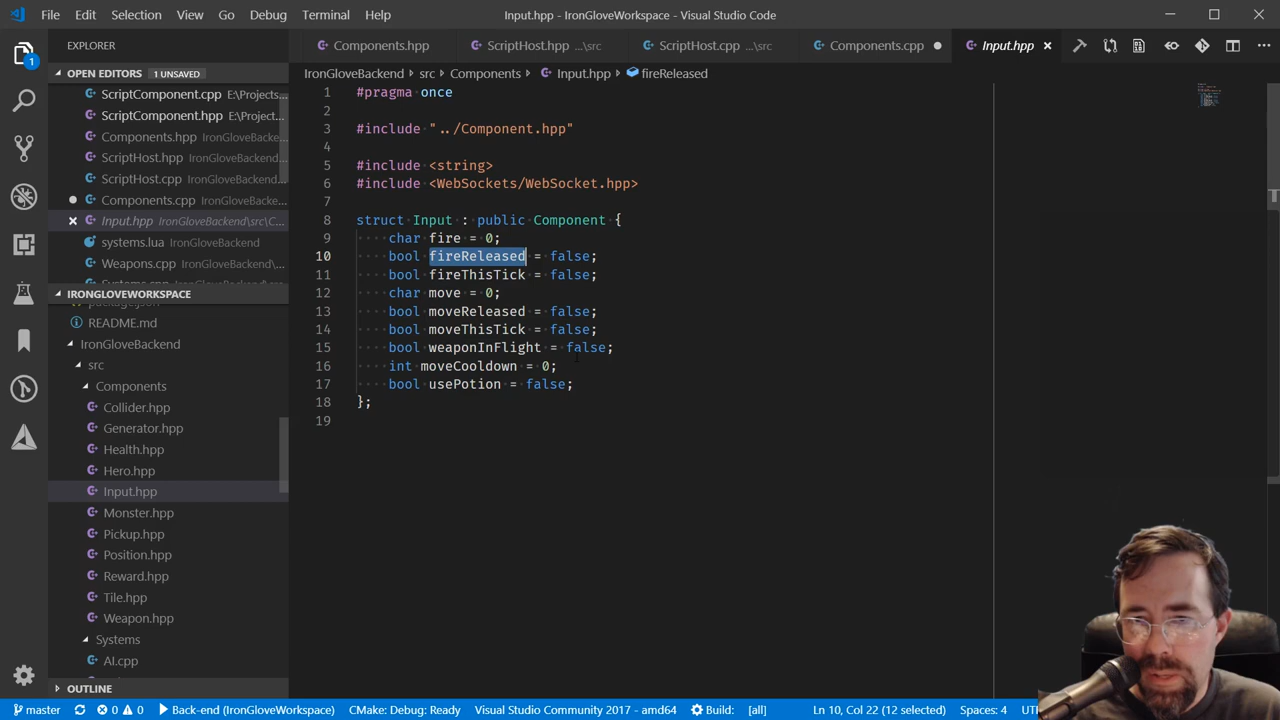 File Edit Selection View Go Debug Terminal Help
Input.hpp - IronGloveWorkspace - Visual Studio Code
EXPLORER
Components.hpp
ScriptHost.hpp ...\src
ScriptHost.cpp ...\src
Components.cpp
Input.hpp
OPEN EDITORS 1 UNSAVED
ScriptComponent.cpp E:\Projects...
ScriptComponent.hpp E:\Project...
Components.hpp IronGloveBackend...
ScriptHost.hpp IronGloveBackend...
ScriptHost.cpp IronGloveBackend...
Components.cpp IronGloveBackend...
Input.hpp IronGloveBackend\src\C...
systems.lua IronGloveBackend
Weapons.cpp IronGloveBackend...
IRONGLOVEWORKSPACE
README.md
IronGloveBackend
src
Components
Collider.hpp
Generator.hpp
Health.hpp
Hero.hpp
Input.hpp
Monster.hpp
Pickup.hpp
Position.hpp
Reward.hpp
Tile.hpp
Weapon.hpp
Systems
AI.cpp
OUTLINE
IronGloveBackend › src › Components › Input.hpp › fireReleased
1 #pragma once
2
3 #include "../Component.hpp"
4
5 #include <string>
6 #include <WebSockets/WebSocket.hpp>
7
8 struct Input : public Component {
9 char fire = 0;
10 bool fireReleased = false;
11 bool fireThisTick = false;
12 char move = 0;
13 bool moveReleased = false;
14 bool moveThisTick = false;
15 bool weaponInFlight = false;
16 int moveCooldown = 0;
17 bool usePotion = false;
18 };
19
master 0 0 Back-end (IronGloveWorkspace) CMake: Debug: Ready Visual Studio Community 2017 - amd64 Build: [all] Ln 10, Col 22 (12 selected) Spaces: 4